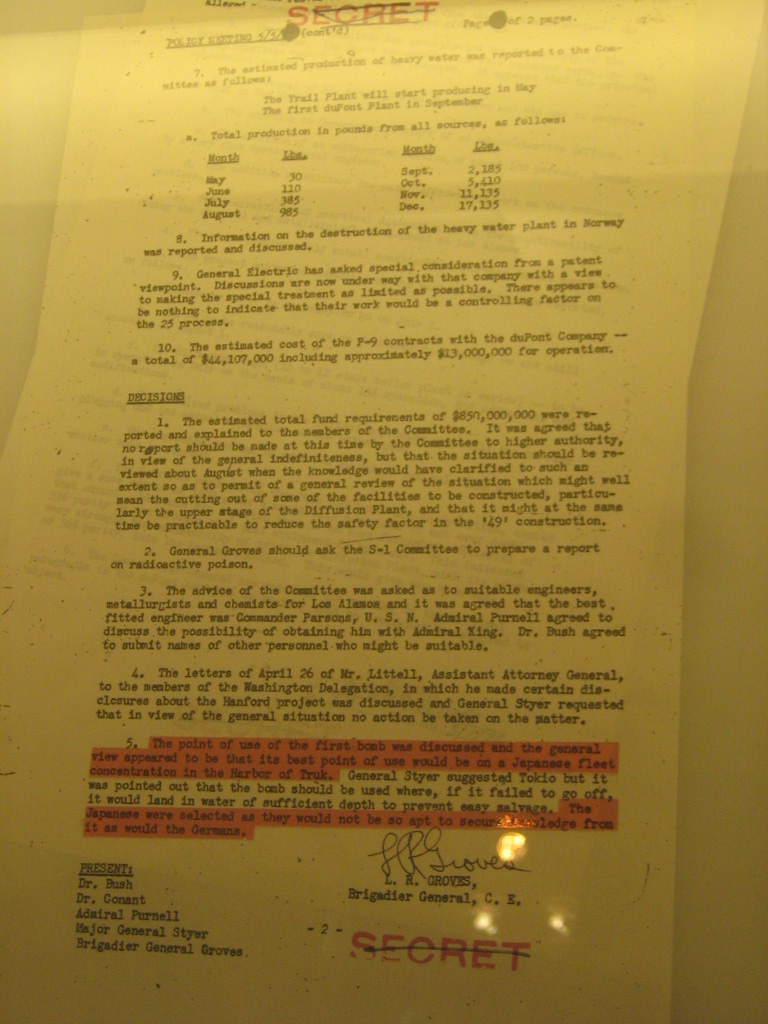 SECRET
POLICY MEETING 5/5/ (cont'd)
Page of 2 pages.
7. The estimated production of heavy water was reported to the Com-
mittee as follows:
The Trail Plant will start producing in May
The first duPont Plant in September
a. Total production in pounds from all sources, as follows:
Month Lbs. Month Lbs.
May 30 Sept. 2,185
June 110 Oct. 5,410
July 385 Nov. 11,135
August 985 Dec. 17,135
8. Information on the destruction of the heavy water plant in Norway
was reported and discussed.
9. General Electric has asked special consideration from a patent
viewpoint. Discussions are now under way with that company with a view
to making the special treatment as limited as possible. There appears to
be nothing to indicate that their work would be a controlling factor on
the 25 process.
10. The estimated cost of the P-9 contracts with the duPont Company --
a total of $44,107,000 including approximately $13,000,000 for operation.
DECISIONS
1. The estimated total fund requirements of $850,000,000 were re-
ported and explained to the members of the Committee. It was agreed that
no report should be made at this time by the Committee to higher authority,
in view of the general indefiniteness, but that the situation should be re-
viewed about August when the knowledge would have clarified to such an
extent so as to permit of a general review of the situation which might well
mean the cutting out of some of the facilities to be constructed, particu-
larly the upper stage of the Diffusion Plant, and that it might at the same
time be practicable to reduce the safety factor in the '49' construction.
2. General Groves should ask the S-1 Committee to prepare a report
on radioactive poison.
3. The advice of the Committee was asked as to suitable engineers,
metallurgists and chemists for Los Alamos and it was agreed that the best
fitted engineer was Commander Parsons, U. S. N. Admiral Purnell agreed to
discuss the possibility of obtaining him with Admiral King. Dr. Bush agreed
to submit names of other personnel who might be suitable.
4. The letters of April 26 of Mr. Littell, Assistant Attorney General,
to the members of the Washington Delegation, in which he made certain dis-
closures about the Hanford project was discussed and General Styer requested
that in view of the general situation no action be taken on the matter.
5. The point of use of the first bomb was discussed and the general
view appeared to be that its best point of use would be on a Japanese fleet
concentration in the Harbor of Truk. General Styer suggested Tokio but it
was pointed out that the bomb should be used where, if it failed to go off,
it would land in water of sufficient depth to prevent easy salvage. The
Japanese were selected as they would not be so apt to secure knowledge from
it as would the Germans.
L R Groves
L. R. GROVES,
Brigadier General, C. E.
PRESENT:
Dr. Bush
Dr. Conant
Admiral Purnell
Major General Styer
Brigadier General Groves.
- 2 -
SECRET